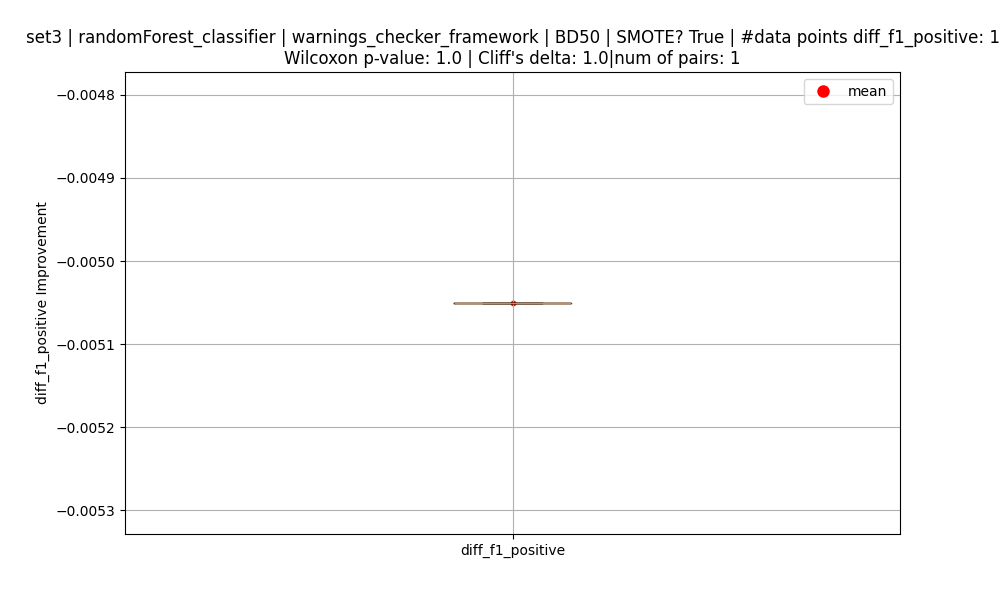 set3 | randomForest_classifier | warnings_checker_framework | BD50 | SMOTE? True | #data points diff_f1_positive: 1
Wilcoxon p-value: 1.0 | Cliff's delta: 1.0|num of pairs: 1
mean
−0.0048
−0.0049
−0.0050
−0.0051
−0.0052
−0.0053
diff_f1_positive Improvement
diff_f1_positive